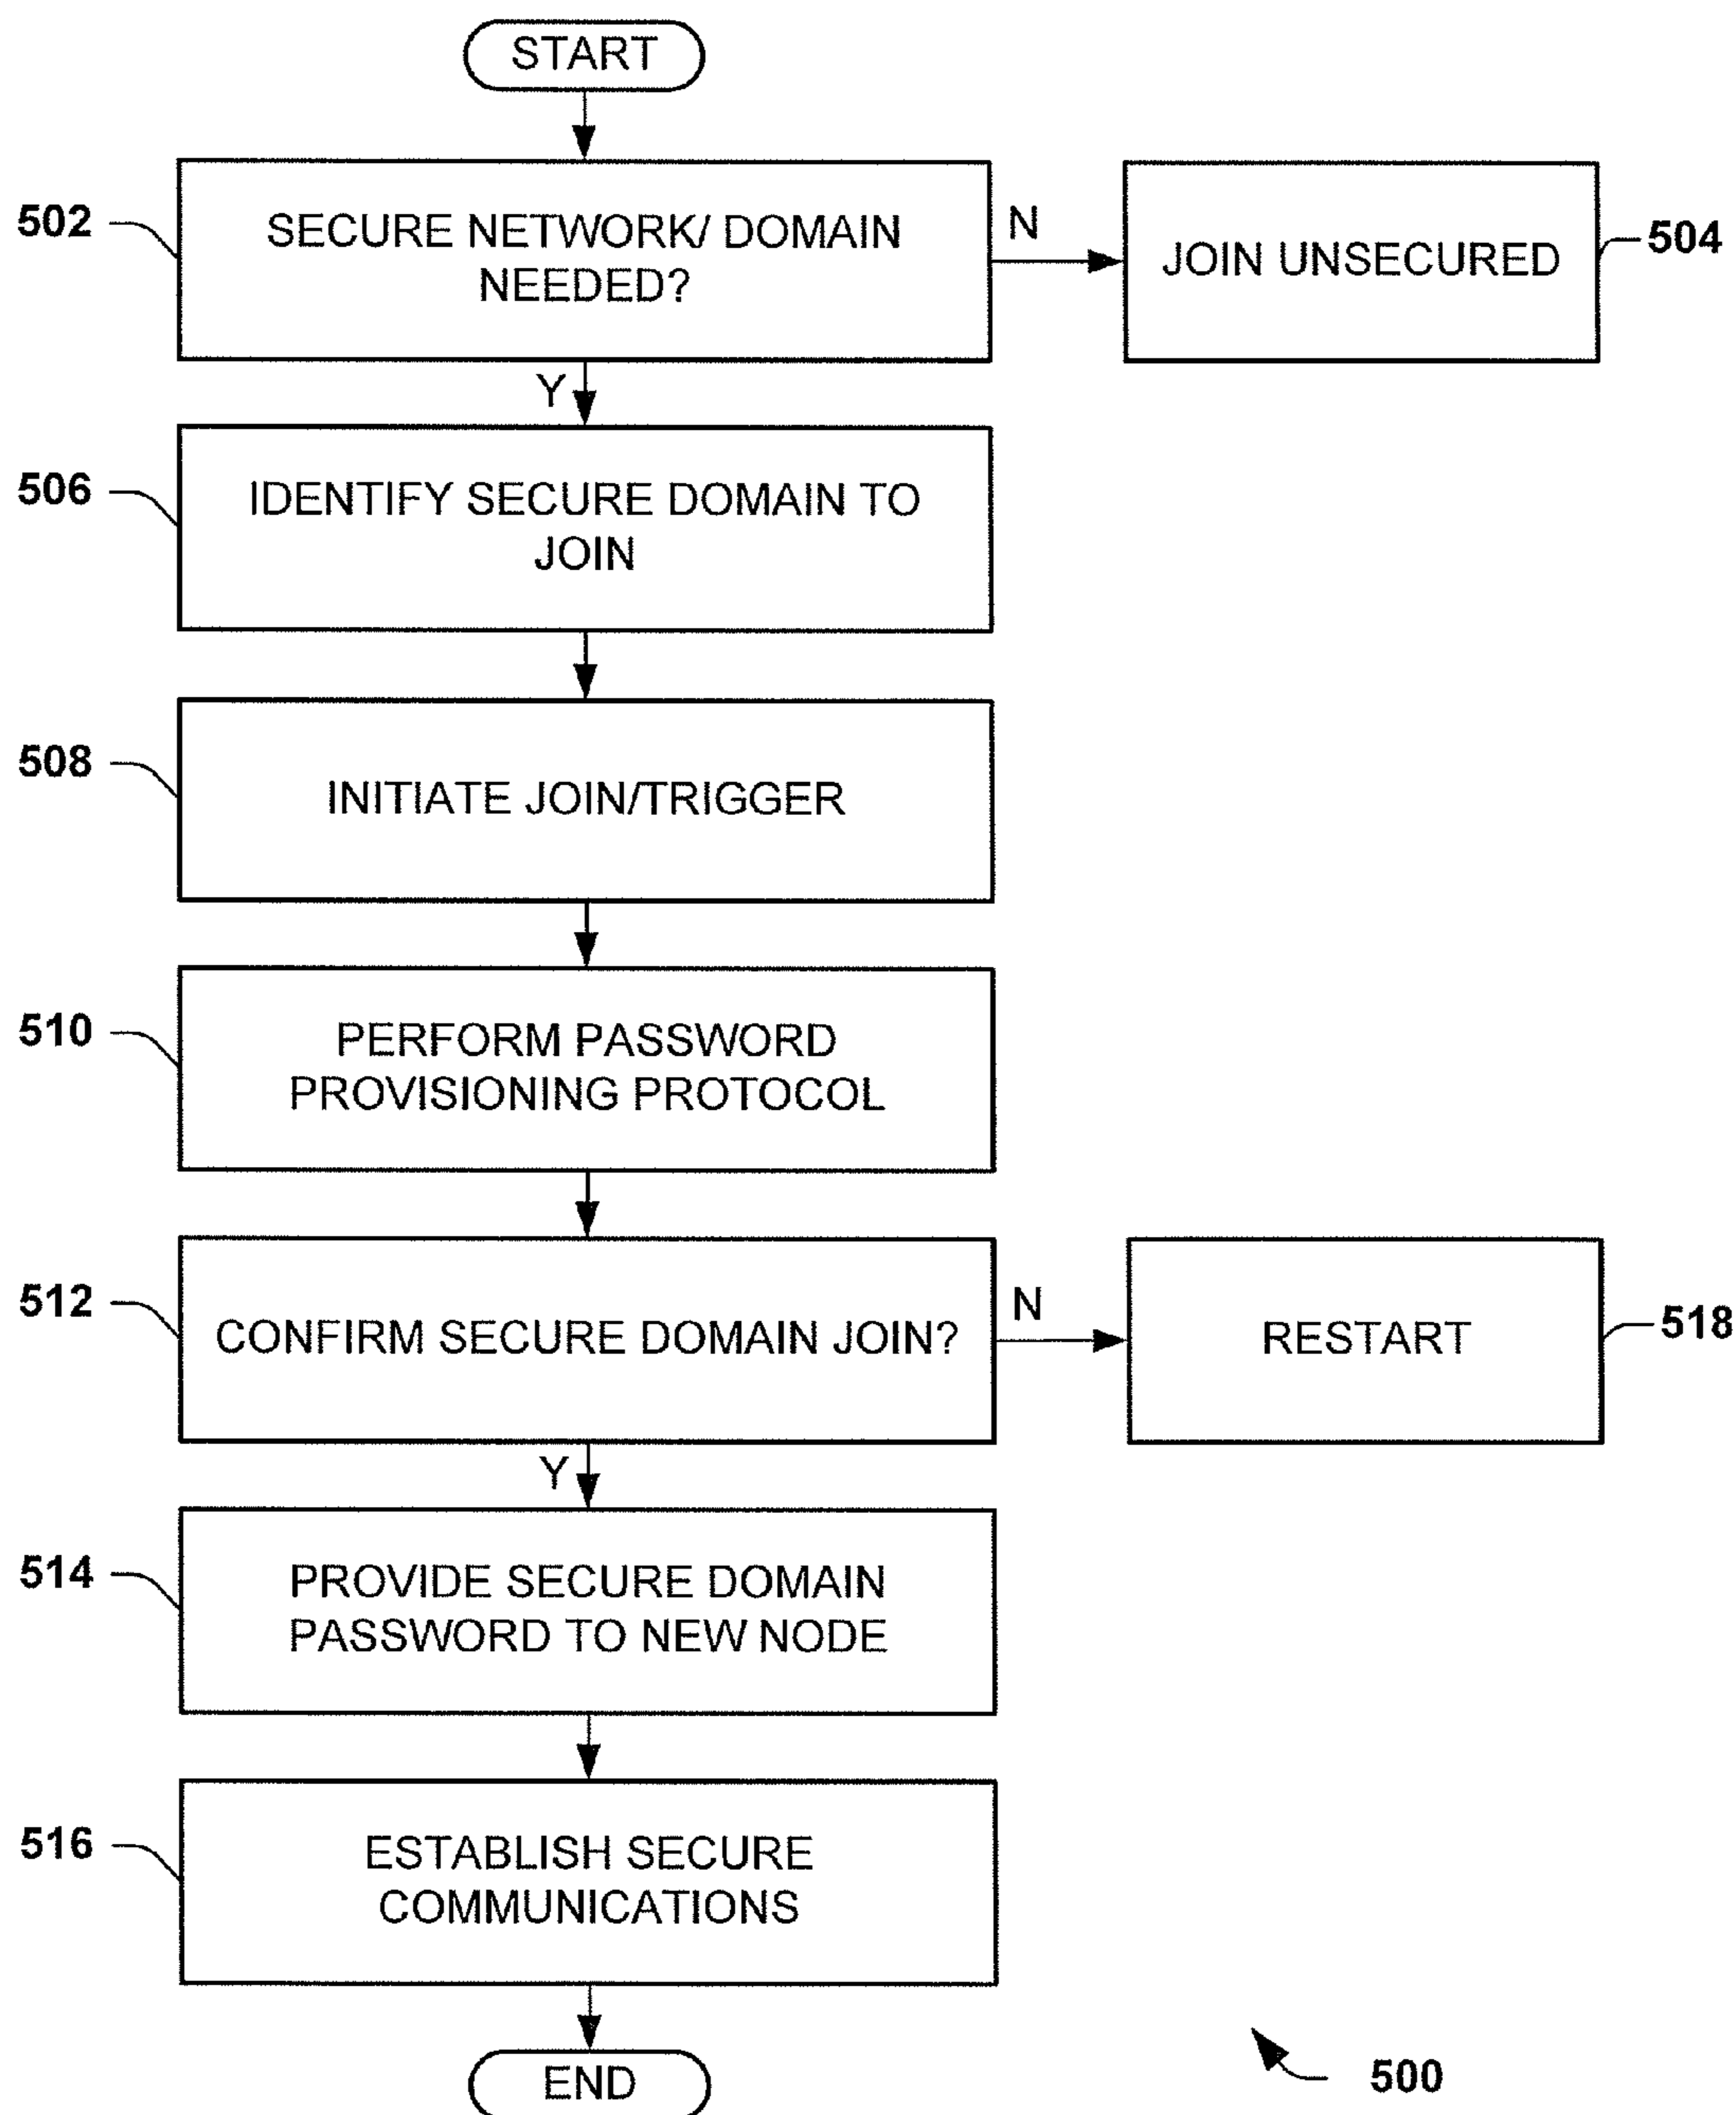 START
502
SECURE NETWORK/ DOMAIN
NEEDED?
N
JOIN UNSECURED
504
Y
506
IDENTIFY SECURE DOMAIN TO
JOIN
508
INITIATE JOIN/TRIGGER
510
PERFORM PASSWORD
PROVISIONING PROTOCOL
512
CONFIRM SECURE DOMAIN JOIN?
N
RESTART
518
Y
514
PROVIDE SECURE DOMAIN
PASSWORD TO NEW NODE
516
ESTABLISH SECURE
COMMUNICATIONS
END
500